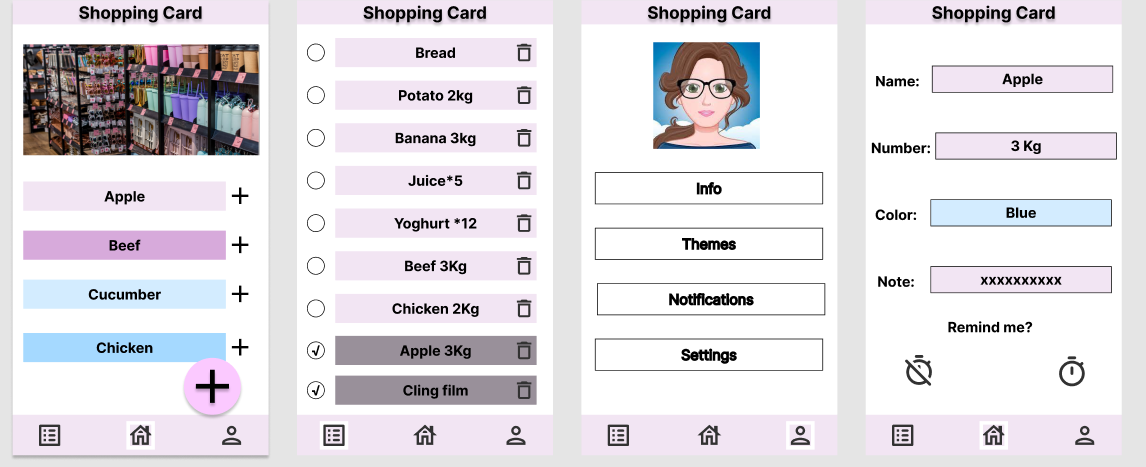 Shopping Card
Apple
Beef
Cucumber
Chicken
Shopping Card
Bread
Potato 2kg
Banana 3kg
Juice*5
Yoghurt *12
Beef 3Kg
Chicken 2Kg
Apple 3Kg
Cling film
Shopping Card
Info
Themes
Notifications
Settings
Shopping Card
Name: Apple
Number: 3 Kg
Color: Blue
Note: xxxxxxxxxx
Remind me?